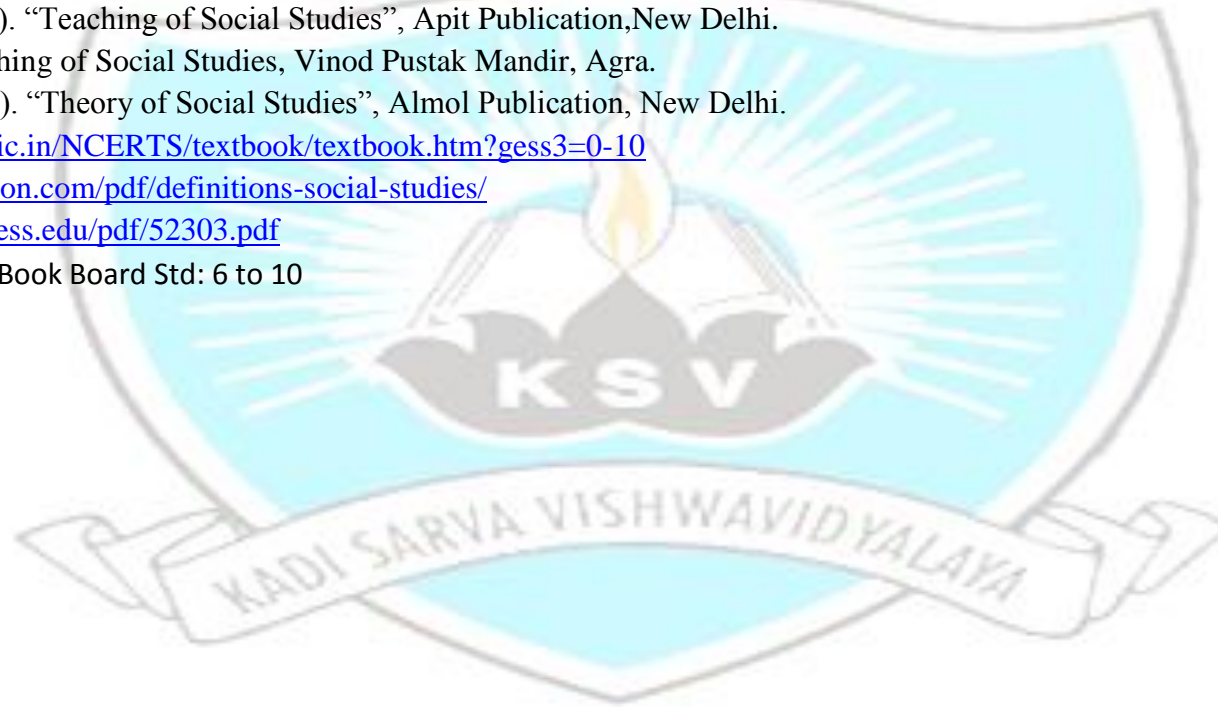 ). “Teaching of Social Studies”, Apit Publication,New Delhi.
hing of Social Studies, Vinod Pustak Mandir, Agra.
). “Theory of Social Studies”, Almol Publication, New Delhi.
ic.in/NCERTS/textbook/textbook.htm?gess3=0-10
on.com/pdf/definitions-social-studies/
ess.edu/pdf/52303.pdf
Book Board Std: 6 to 10
KSV
KADI SARVA VISHWAVIDYALAYA